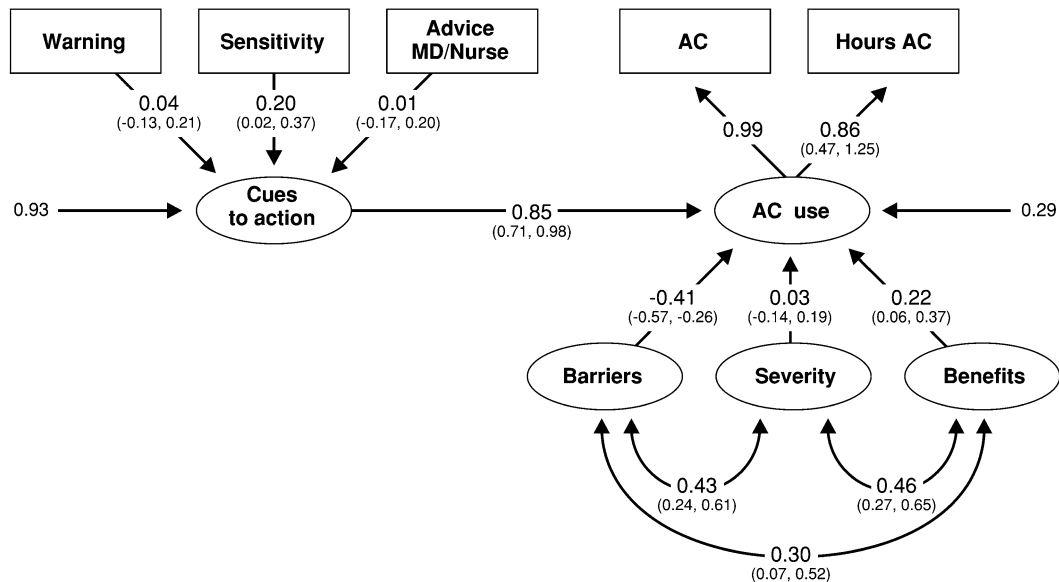 Warning
Sensitivity
Advice
MD/Nurse
AC
Hours AC
0.04
(-0.13, 0.21)
0.20
(0.02, 0.37)
0.01
(-0.17, 0.20)
0.99
0.86
(0.47, 1.25)
0.93
Cues
to action
0.85
(0.71, 0.98)
AC use
0.29
-0.41
(-0.57, -0.26)
0.03
(-0.14, 0.19)
0.22
(0.06, 0.37)
Barriers
Severity
Benefits
0.43
(0.24, 0.61)
0.46
(0.27, 0.65)
0.30
(0.07, 0.52)